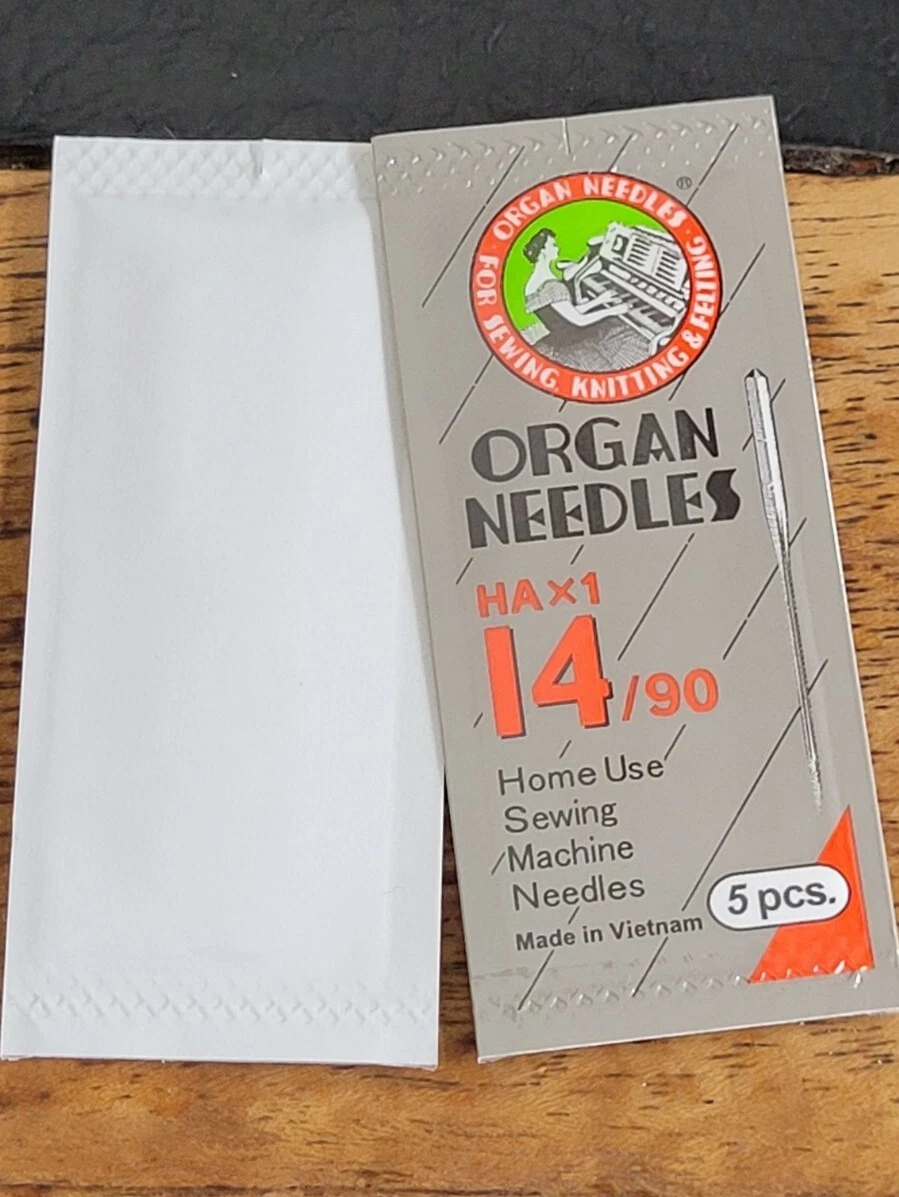 ORGAN NEEDLES · FOR SEWING, KNITTING & FELTING ·
®
ORGAN
NEEDLES
HA×1
14/90
Home Use
Sewing
Machine
Needles
Made in Vietnam
5 pcs.